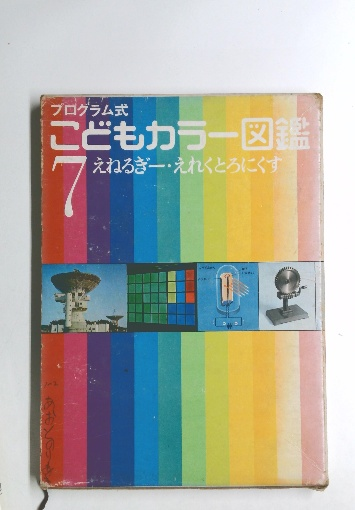 プログラム式
こどもカラー図鑑
7 えねるぎー・えれくとろにくす